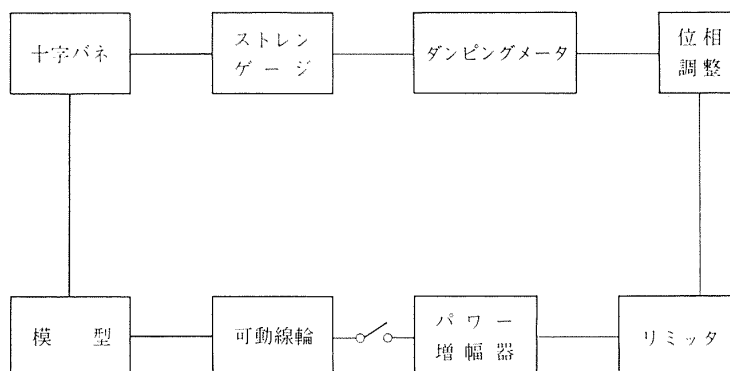 十字バネ
ストレン
ゲージ
ダンピングメータ
位相
調整
模型
可動線輪
パワー
増幅器
リミッタ